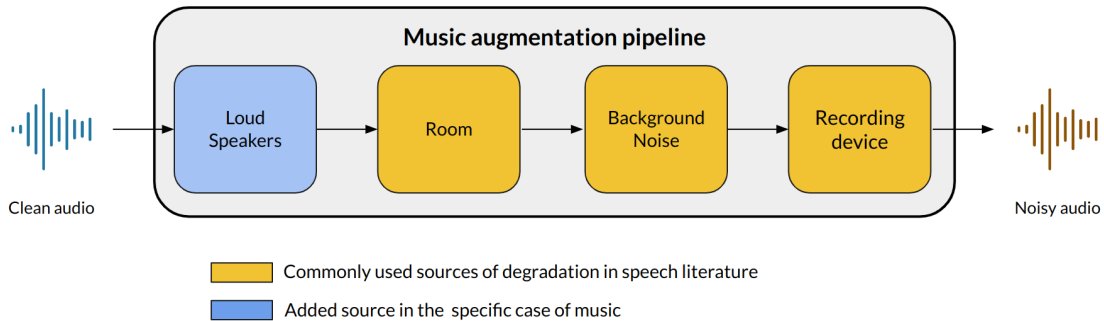 Music augmentation pipeline
Loud
Speakers
Room
Background
Noise
Recording
device
Clean audio
Noisy audio
Commonly used sources of degradation in speech literature
Added source in the specific case of music